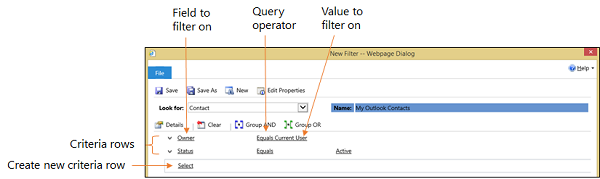 Field to filter on
Query operator
Value to filter on
New Filter -- Webpage Dialog
File
Help
Save Save As New Edit Properties
Look for: Contact Name: My Outlook Contacts
Details Clear Group AND Group OR
Criteria rows
Owner Equals Current User
Status Equals Active
Create new criteria row
Select